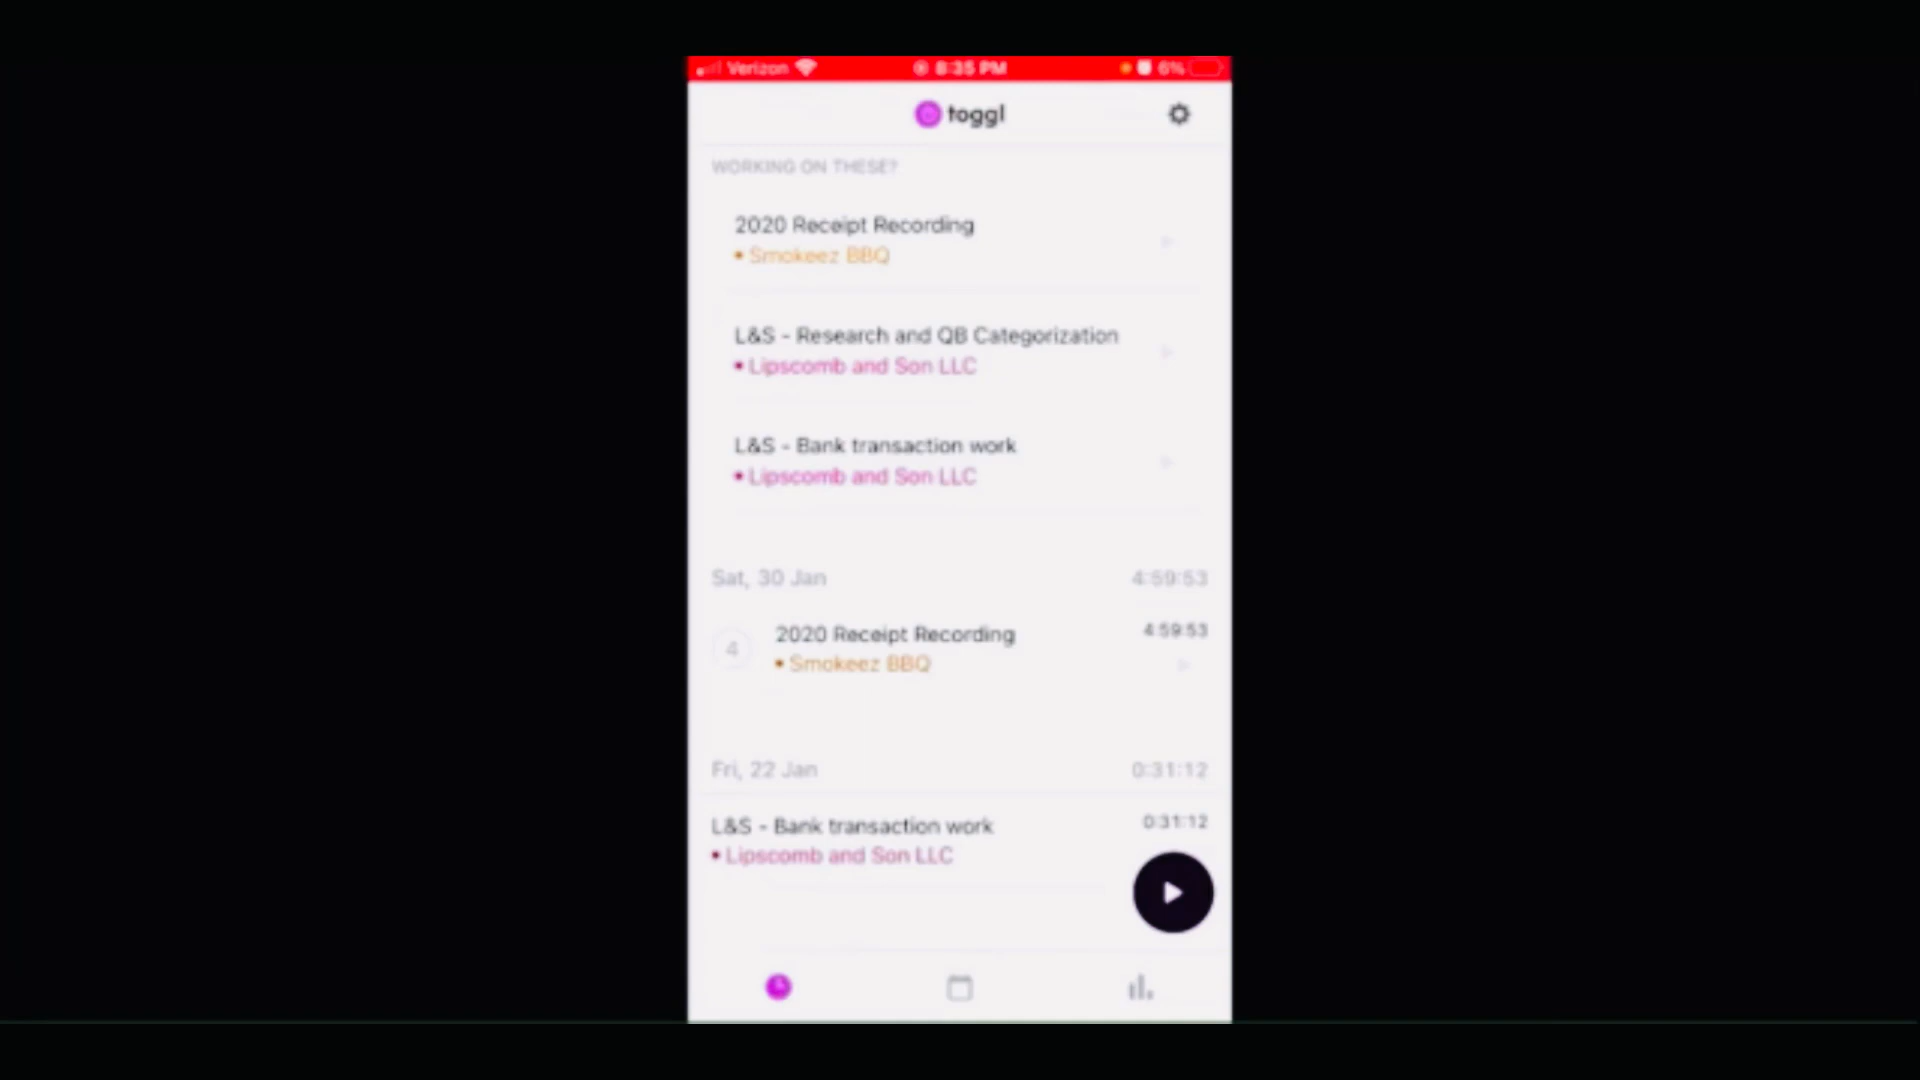 Verizon 8:35 PM 6%
toggl
WORKING ON THESE?
2020 Receipt Recording
• Smokeez BBQ
L&S - Research and QB Categorization
• Lipscomb and Son LLC
L&S - Bank transaction work
• Lipscomb and Son LLC
Sat, 30 Jan 4:59:53
4 2020 Receipt Recording 4:59:53
• Smokeez BBQ
Fri, 22 Jan 0:31:12
L&S - Bank transaction work 0:31:12
• Lipscomb and Son LLC